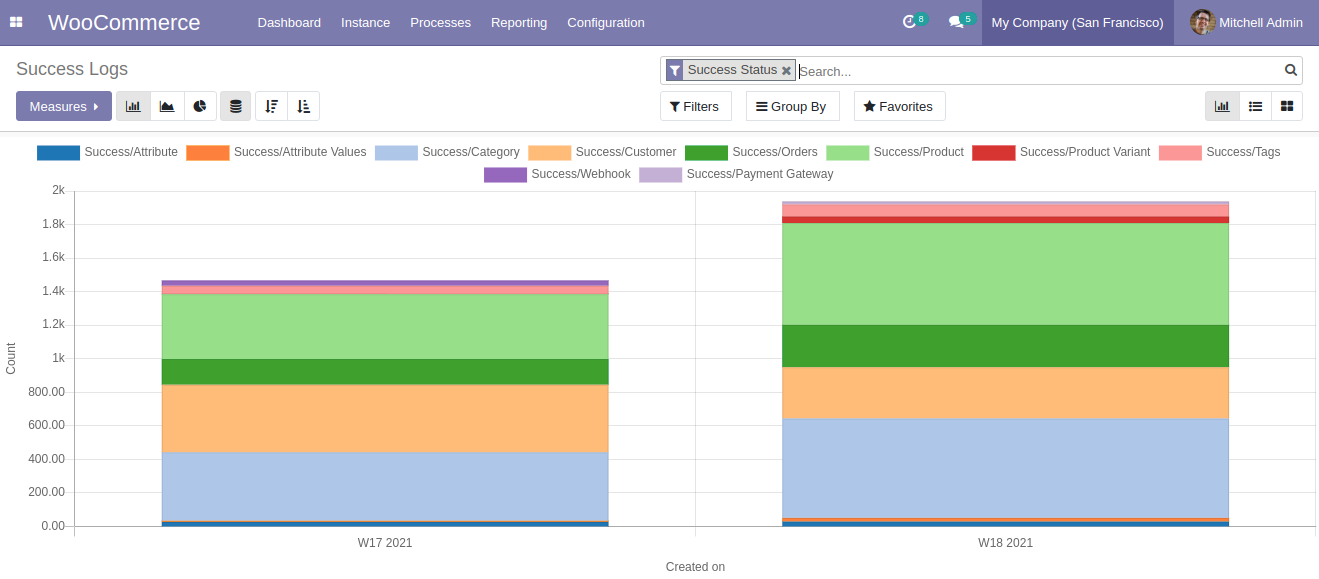 WooCommerce Dashboard Instance Processes Reporting Configuration 8 5 My Company (San Francisco) Mitchell Admin
Success Logs Success Status Search...
Measures Filters Group By Favorites
Success/Attribute Success/Attribute Values Success/Category Success/Customer Success/Orders Success/Product Success/Product Variant Success/Tags
Success/Webhook Success/Payment Gateway
2k
1.8k
1.6k
1.4k
1.2k
1k
800.00
600.00
400.00
200.00
0.00
Count
W17 2021 W18 2021
Created on